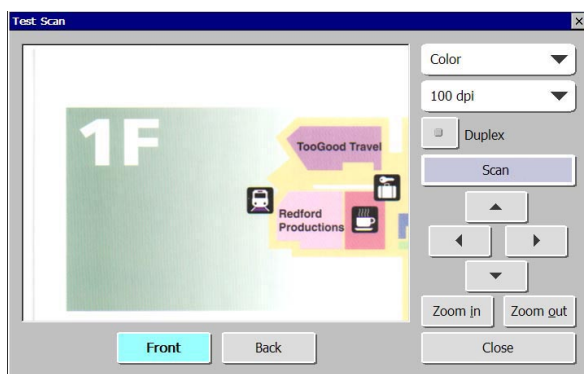 Test Scan
Color
100 dpi
Duplex
Scan
1F
TooGood Travel
Redford
Productions
Zoom in
Zoom out
Front
Back
Close